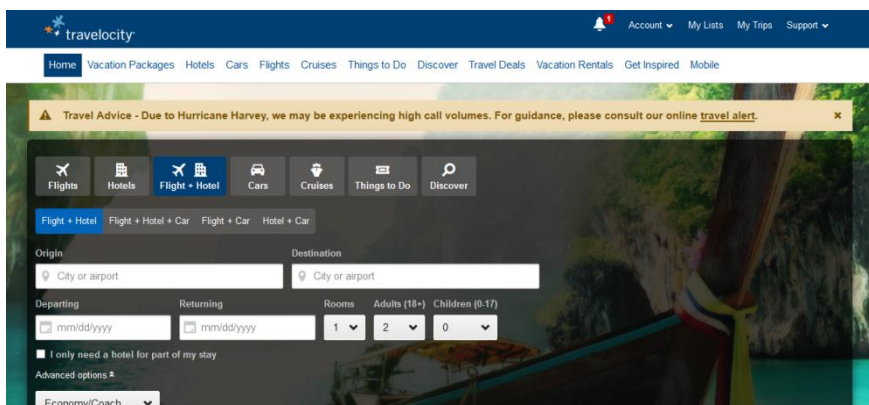 travelocity
1
Account
My Lists
My Trips
Support
Home
Vacation Packages
Hotels
Cars
Flights
Cruises
Things to Do
Discover
Travel Deals
Vacation Rentals
Get Inspired
Mobile
Travel Advice - Due to Hurricane Harvey, we may be experiencing high call volumes. For guidance, please consult our online travel alert.
Flights
Hotels
Flight + Hotel
Cars
Cruises
Things to Do
Discover
Flight + Hotel
Flight + Hotel + Car
Flight + Car
Hotel + Car
Origin
Destination
City or airport
City or airport
Departing
Returning
Rooms
Adults (18+)
Children (0-17)
mm/dd/yyyy
mm/dd/yyyy
1
2
0
I only need a hotel for part of my stay
Advanced options
Economy/Coach